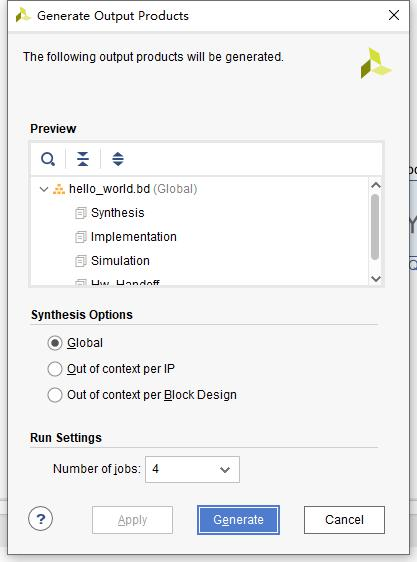 Generate Output Products
The following output products will be generated.
Preview
hello_world.bd (Global)
Synthesis
Implementation
Simulation
Hw_Handoff
Synthesis Options
Global
Out of context per IP
Out of context per Block Design
Run Settings
Number of jobs: 4
? Apply Generate Cancel